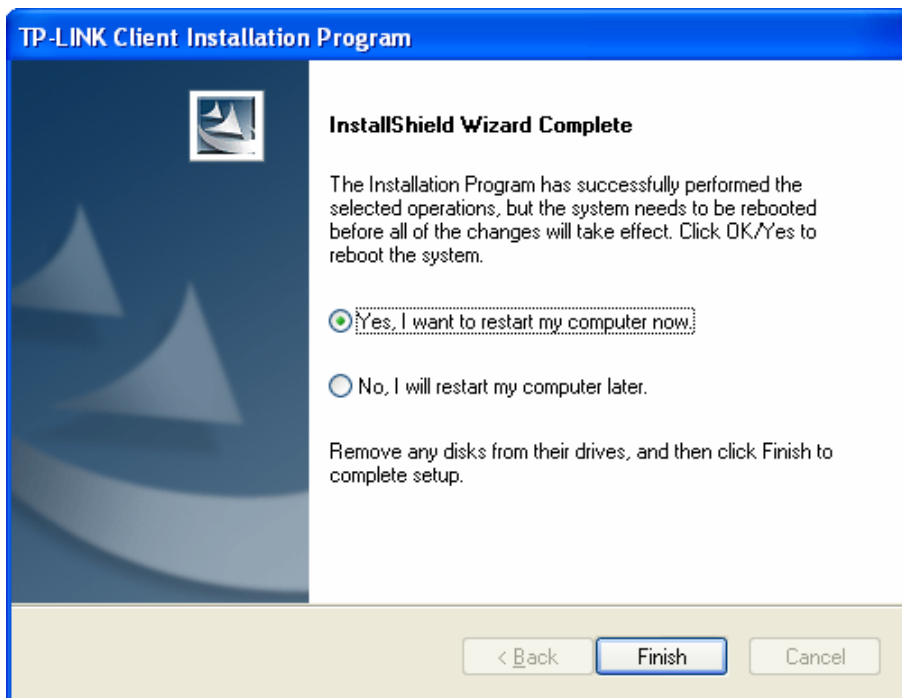 TP-LINK Client Installation Program
InstallShield Wizard Complete
The Installation Program has successfully performed the
selected operations, but the system needs to be rebooted
before all of the changes will take effect. Click OK/Yes to
reboot the system.
Yes, I want to restart my computer now.
No, I will restart my computer later.
Remove any disks from their drives, and then click Finish to
complete setup.
< Back Finish Cancel